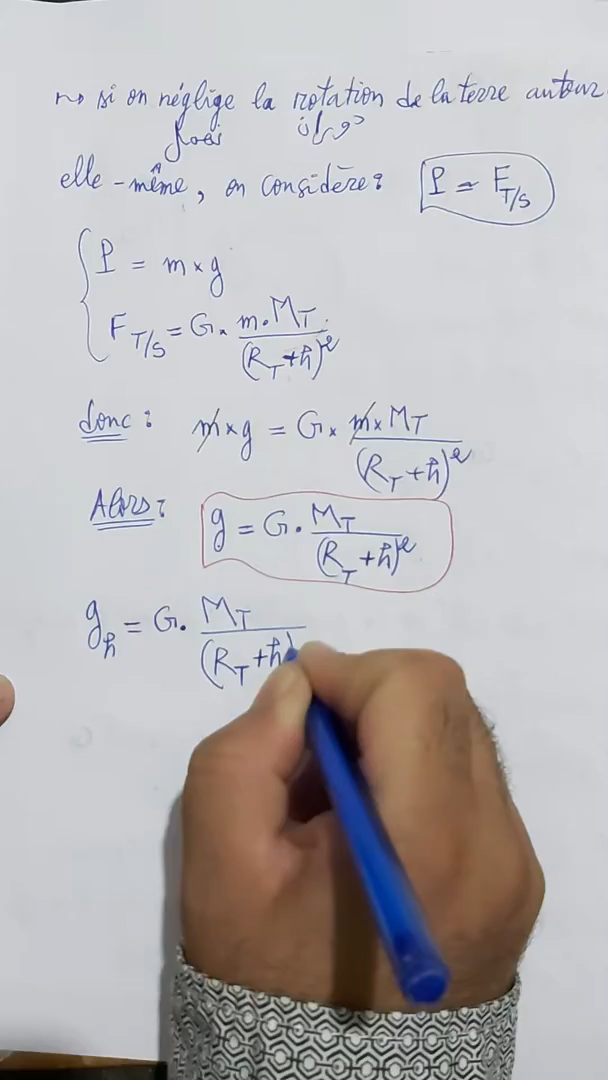 ~> si on néglige la rotation de la terre autour
elle-même, on considère : P = F_T/S
P = m × g
F_T/S = G × m . M_T / (R_T + h)²
donc : m × g = G × m × M_T / (R_T + h)²
Alors : g = G . M_T / (R_T + h)²
g_h = G . M_T / (R_T + h)